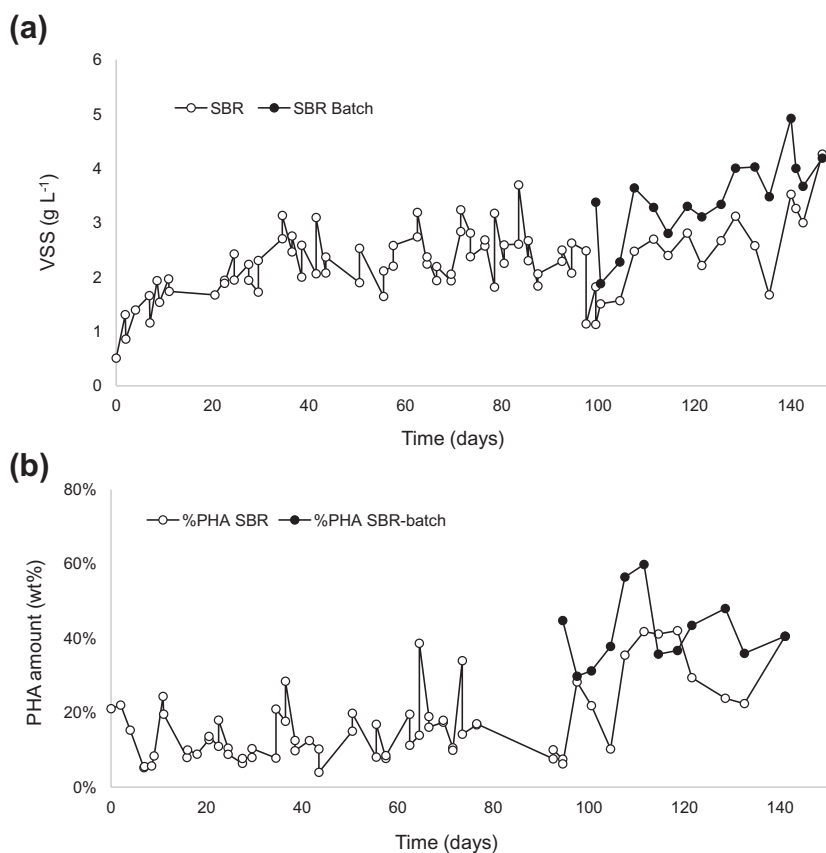 (a)
6
5
4
3
2
1
0
VSS (g L-1)
SBR SBR Batch
0 20 40 60 80 100 120 140
Time (days)
(b)
80%
60%
40%
20%
0%
PHA amount (wt%)
%PHA SBR %PHA SBR-batch
0 20 40 60 80 100 120 140
Time (days)